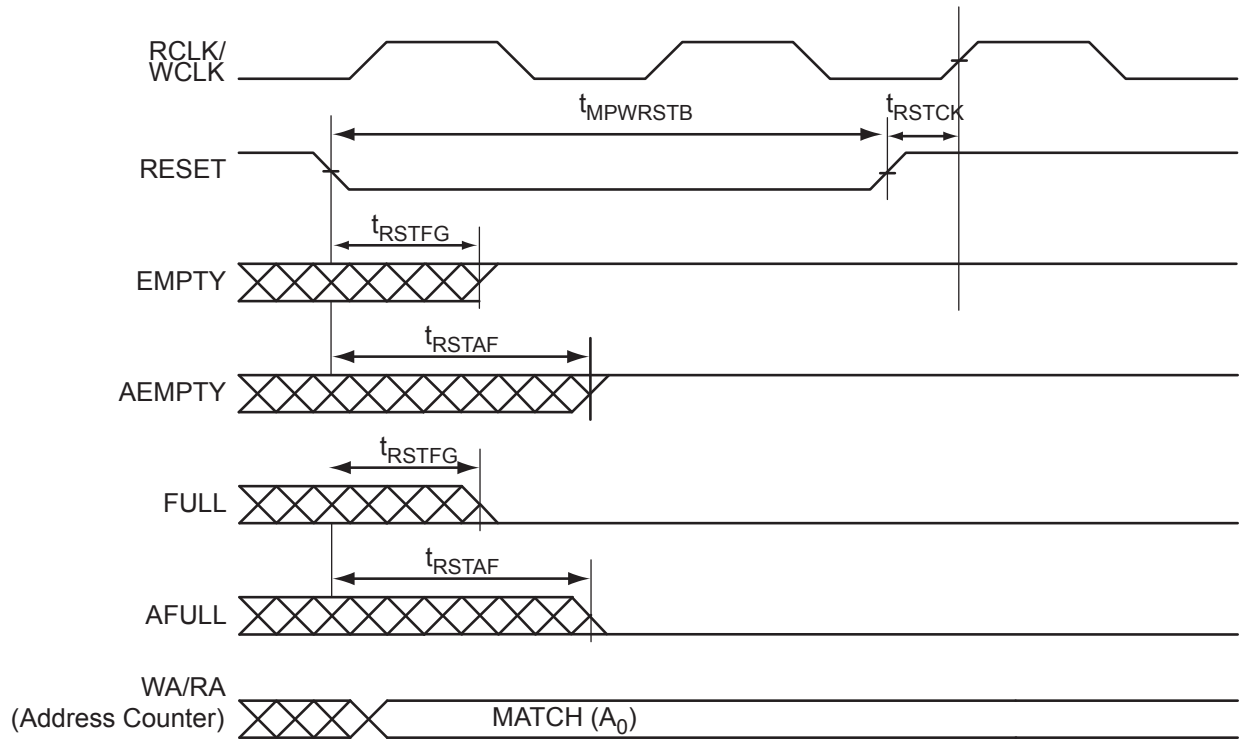 RCLK/
WCLK
tMPWRSTB
tRSTCK
RESET
tRSTFG
EMPTY
tRSTAF
AEMPTY
tRSTFG
FULL
tRSTAF
AFULL
WA/RA
(Address Counter)
MATCH (A0)